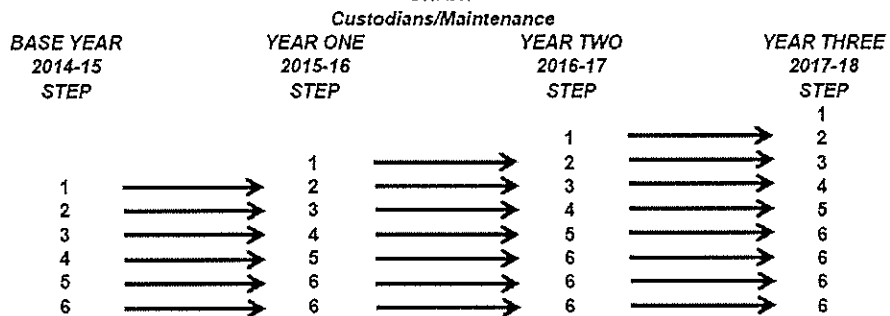 Custodians/Maintenance
BASE YEAR YEAR ONE YEAR TWO YEAR THREE
2014-15 2015-16 2016-17 2017-18
STEP STEP STEP STEP
1
1 2
1 2 3
1 2 3 4
2 3 4 5
3 4 5 6
4 5 6 6
5 6 6 6
6 6 6 6